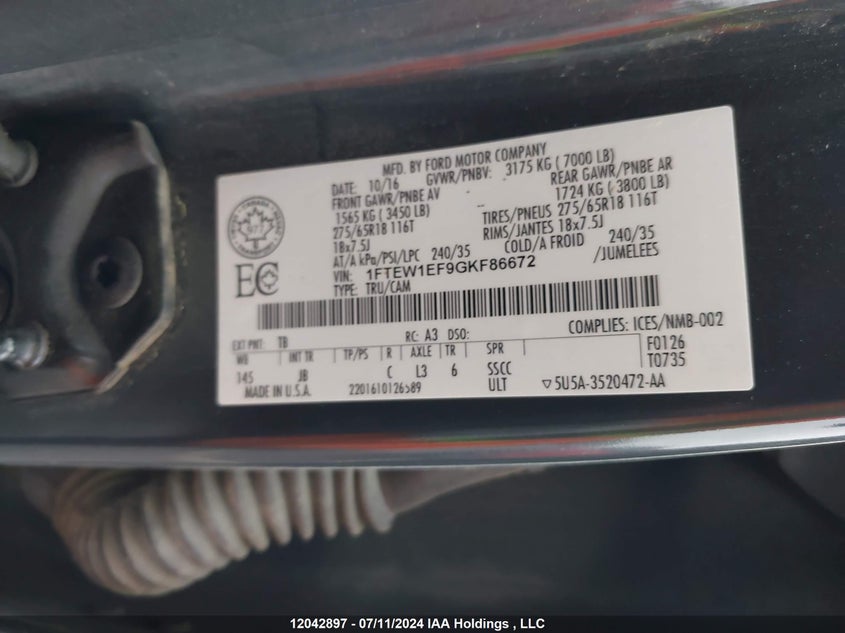 MFD. BY FORD MOTOR COMPANY
DATE: 10/16 GVWR/PNBV: 3175 KG ( 7000 LB)
FRONT GAWR/PNBE AV REAR GAWR/PNBE AR
1565 KG ( 3450 LB) 1724 KG ( 3800 LB)
275/65R18 116T TIRES/PNEUS 275/65R18 116T
18x7.5J RIMS/JANTES 18x7.5J
AT/A kPa/PSI/LPC 240/35 COLD/A FROID 240/35
VIN: 1FTEW1EF9GKF86672 /JUMELEES
TYPE: TRU/CAM
CANADA
977
EC
EXT PNT: TB RC: A3 DSO: COMPLIES: ICES/NMB-002
WB INT TR TP/PS R AXLE TR SPR F0126
145 JB C L3 6 SSCC T0735
MADE IN U.S.A. 2201610126589 ULT ▽5U5A-3520472-AA
12042897 - 07/11/2024 IAA Holdings , LLC